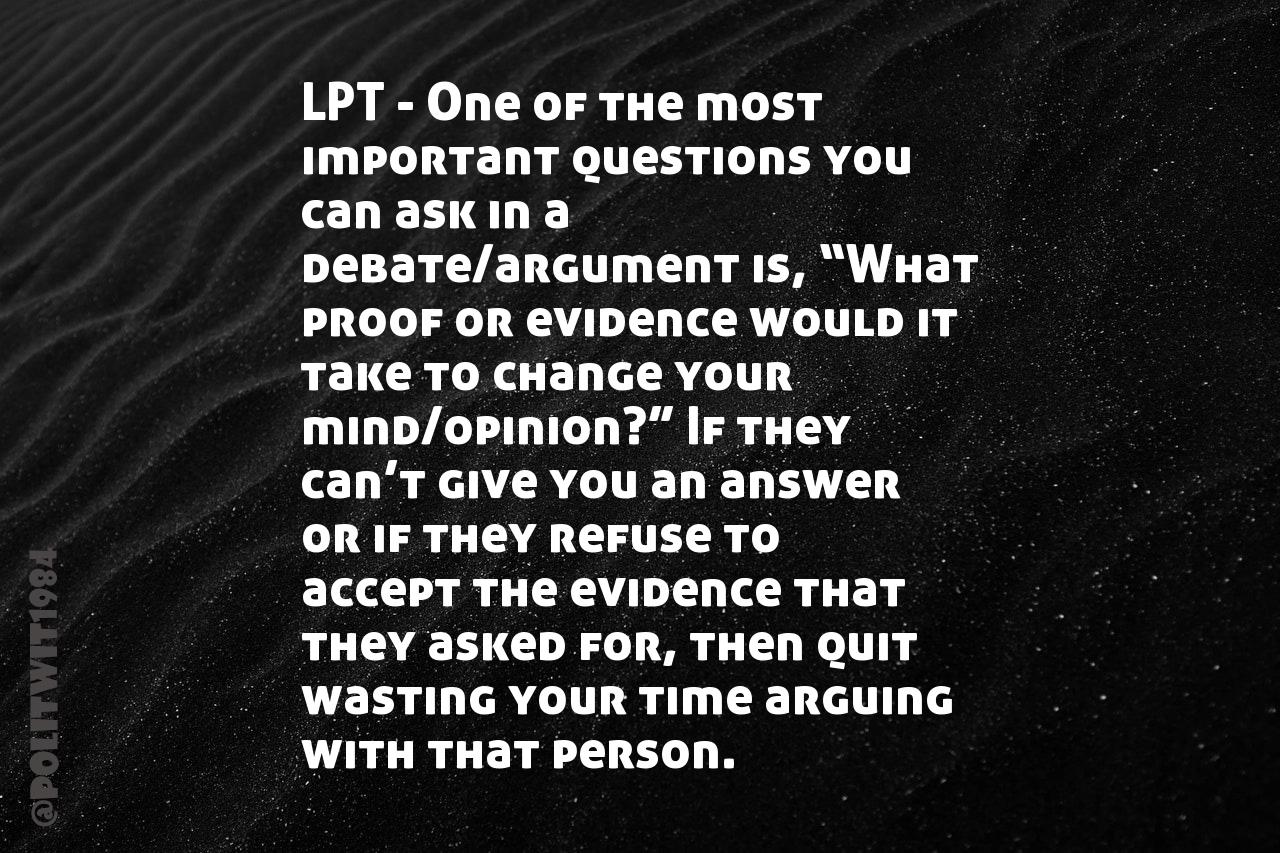 LPT - One of the most
important questions you
can ask in a
debate/argument is, “What
proof or evidence would it
take to change your
mind/opinion?” If they
can’t give you an answer
or if they refuse to
accept the evidence that
they asked for, then quit
wasting your time arguing
with that person.
@politwit1984